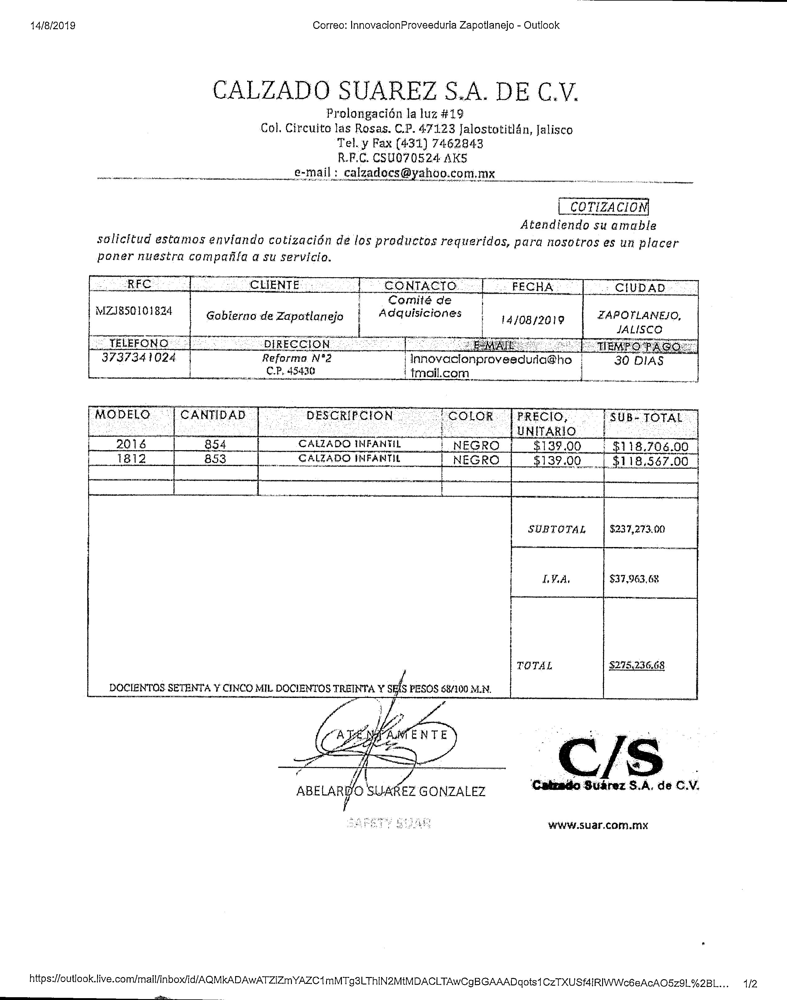 14/8/2019 Correo: InnovacionProveeduria Zapotlanejo - Outlook
CALZADO SUAREZ S.A. DE C.V.
Prolongación la luz #19
Col. Circuito las Rosas. C.P. 47123 Jalostotitlán, Jalisco
Tel. y Fax (431) 7462843
R.F.C. CSU070524 AK5
e-mail : calzadocs@yahoo.com.mx
COTIZACION
Atendiendo su amable
solicitud estamos enviando cotización de los productos requeridos, para nosotros es un placer
poner nuestra compañía a su servicio.
RFC CLIENTE CONTACTO FECHA CIUDAD
MZJ850101824 Gobierno de Zapotlanejo Comité de Adquisiciones 14/08/2019 ZAPOTLANEJO, JALISCO
TELEFONO DIRECCION E-MAIL TIEMPO PAGO
3737341024 Reforma N°2 Innovacionproveeduria@ho 30 DIAS
C.P. 45430 tmail.com
MODELO CANTIDAD DESCRIPCION COLOR PRECIO, UNITARIO SUB- TOTAL
2016 854 CALZADO INFANTIL NEGRO $139.00 $118,706.00
1812 853 CALZADO INFANTIL NEGRO $139.00 $118,567.00
SUBTOTAL $237,273.00
I.V.A. $37,963.68
TOTAL $275,236.68
DOCIENTOS SETENTA Y CINCO MIL DOCIENTOS TREINTA Y SEIS PESOS 68/100 M.N.
ATENTAMENTE
ABELARDO SUAREZ GONZALEZ
SAFETY SUAR
C/S
Calzado Suárez S.A. de C.V.
www.suar.com.mx
https://outlook.live.com/mail/inbox/id/AQMkADAwATZiZmYAZC1mMTg3LThiN2MtMDACLTAwCgBGAAADqots1CzTXUSf4iRIWWc6eAcAO5z9L%2BL... 1/2